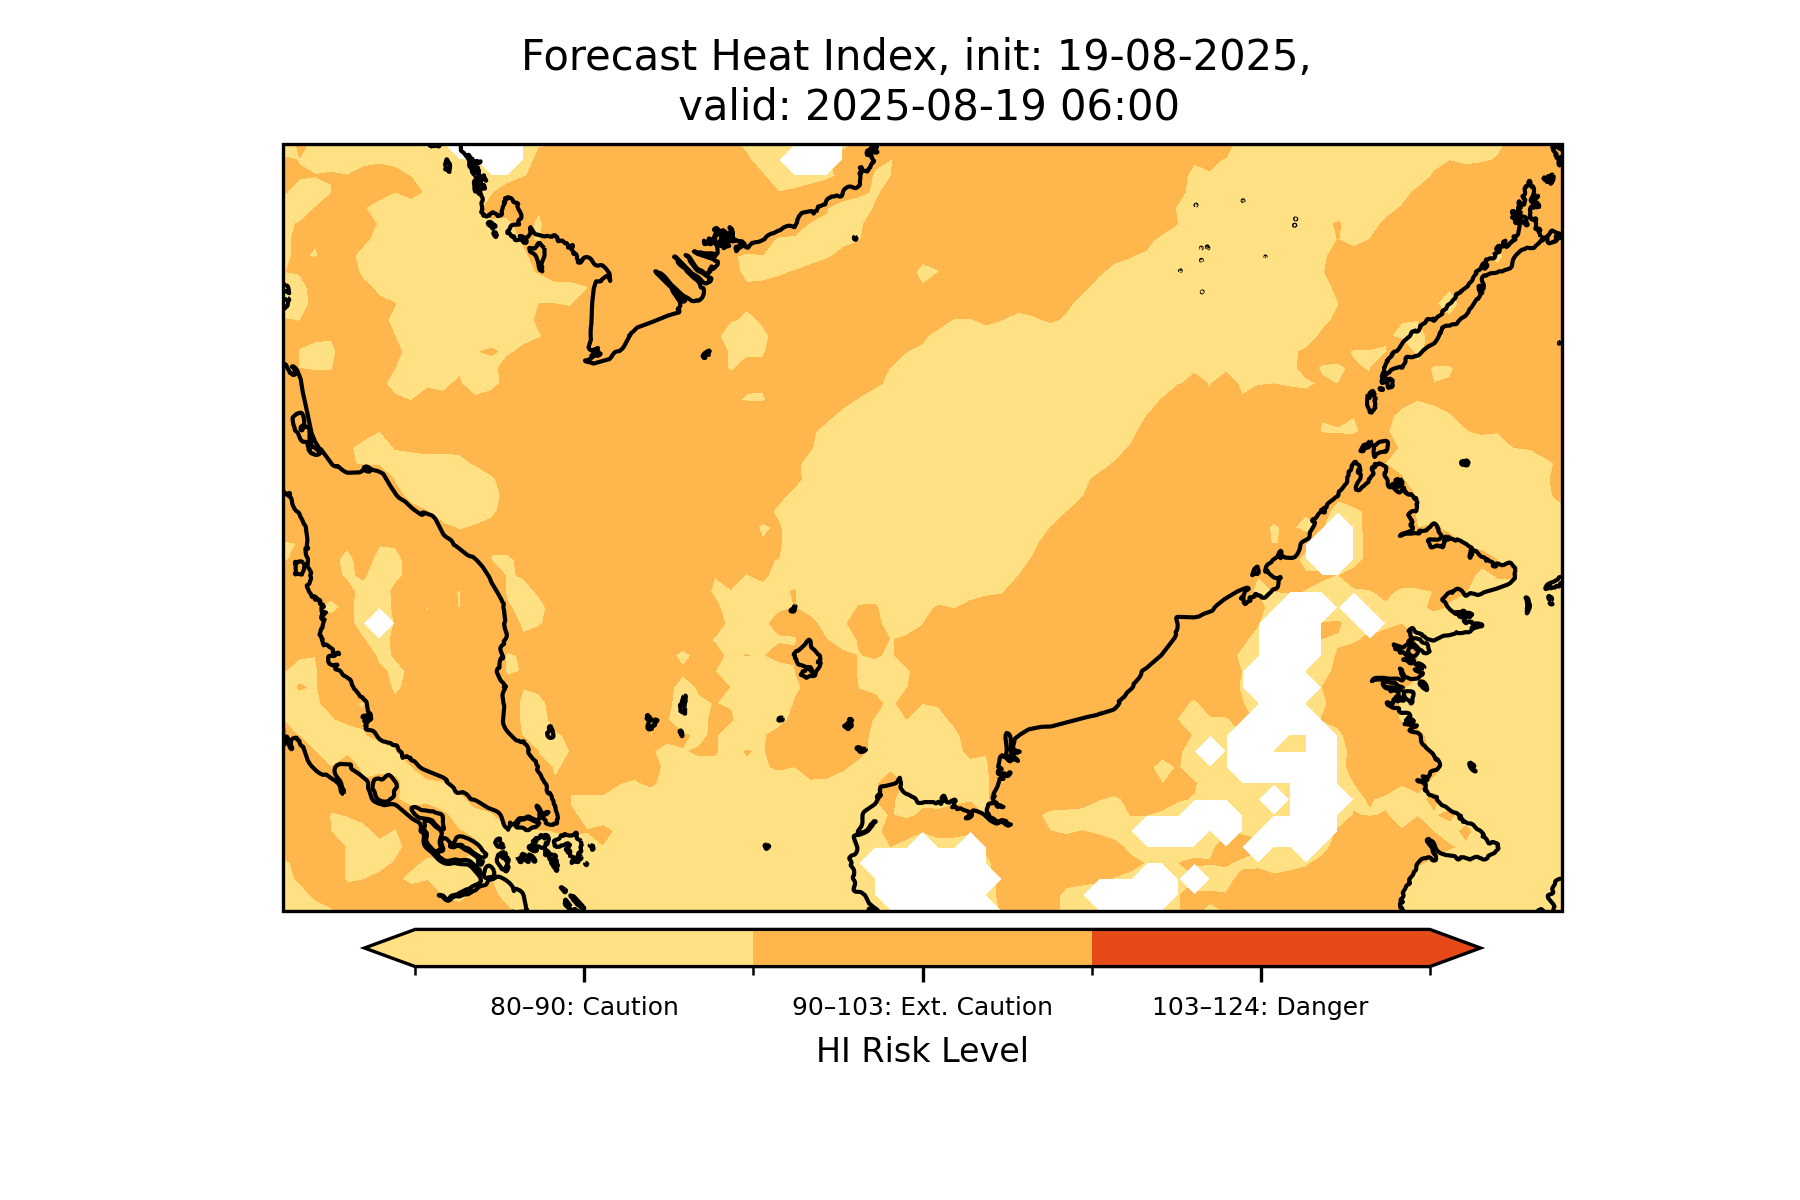 Forecast Heat Index, init: 19-08-2025,
valid: 2025-08-19 06:00
80–90: Caution
90–103: Ext. Caution
103–124: Danger
HI Risk Level